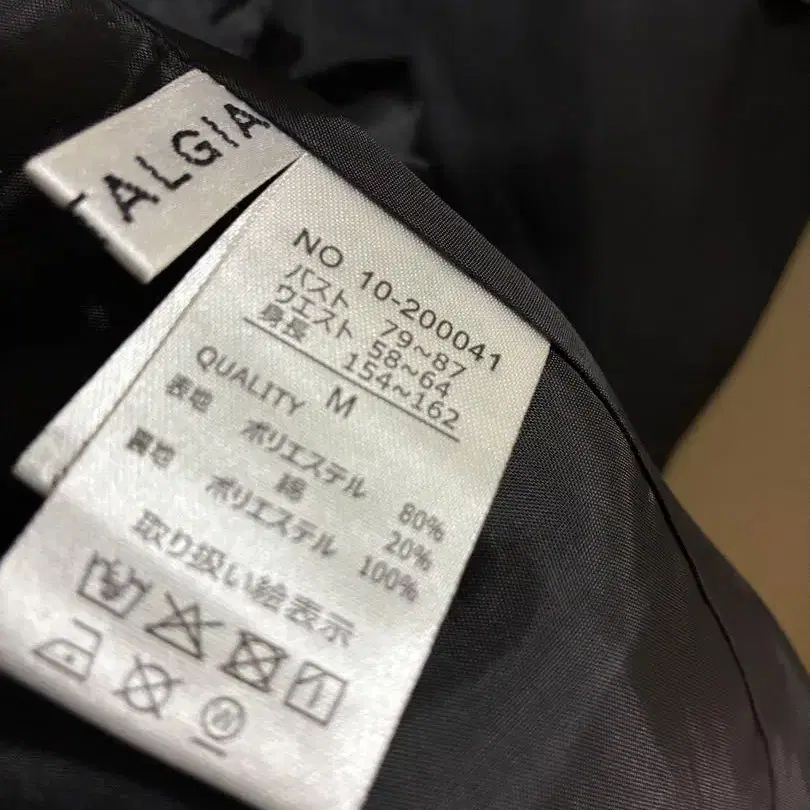 TALGIA
NO 10-200041
バスト 79~87
ウエスト 58~64
身長 154~162
M
QUALITY
表地 ポリエステル 80%
綿 20%
裏地 ポリエステル 100%
取り扱い絵表示
W